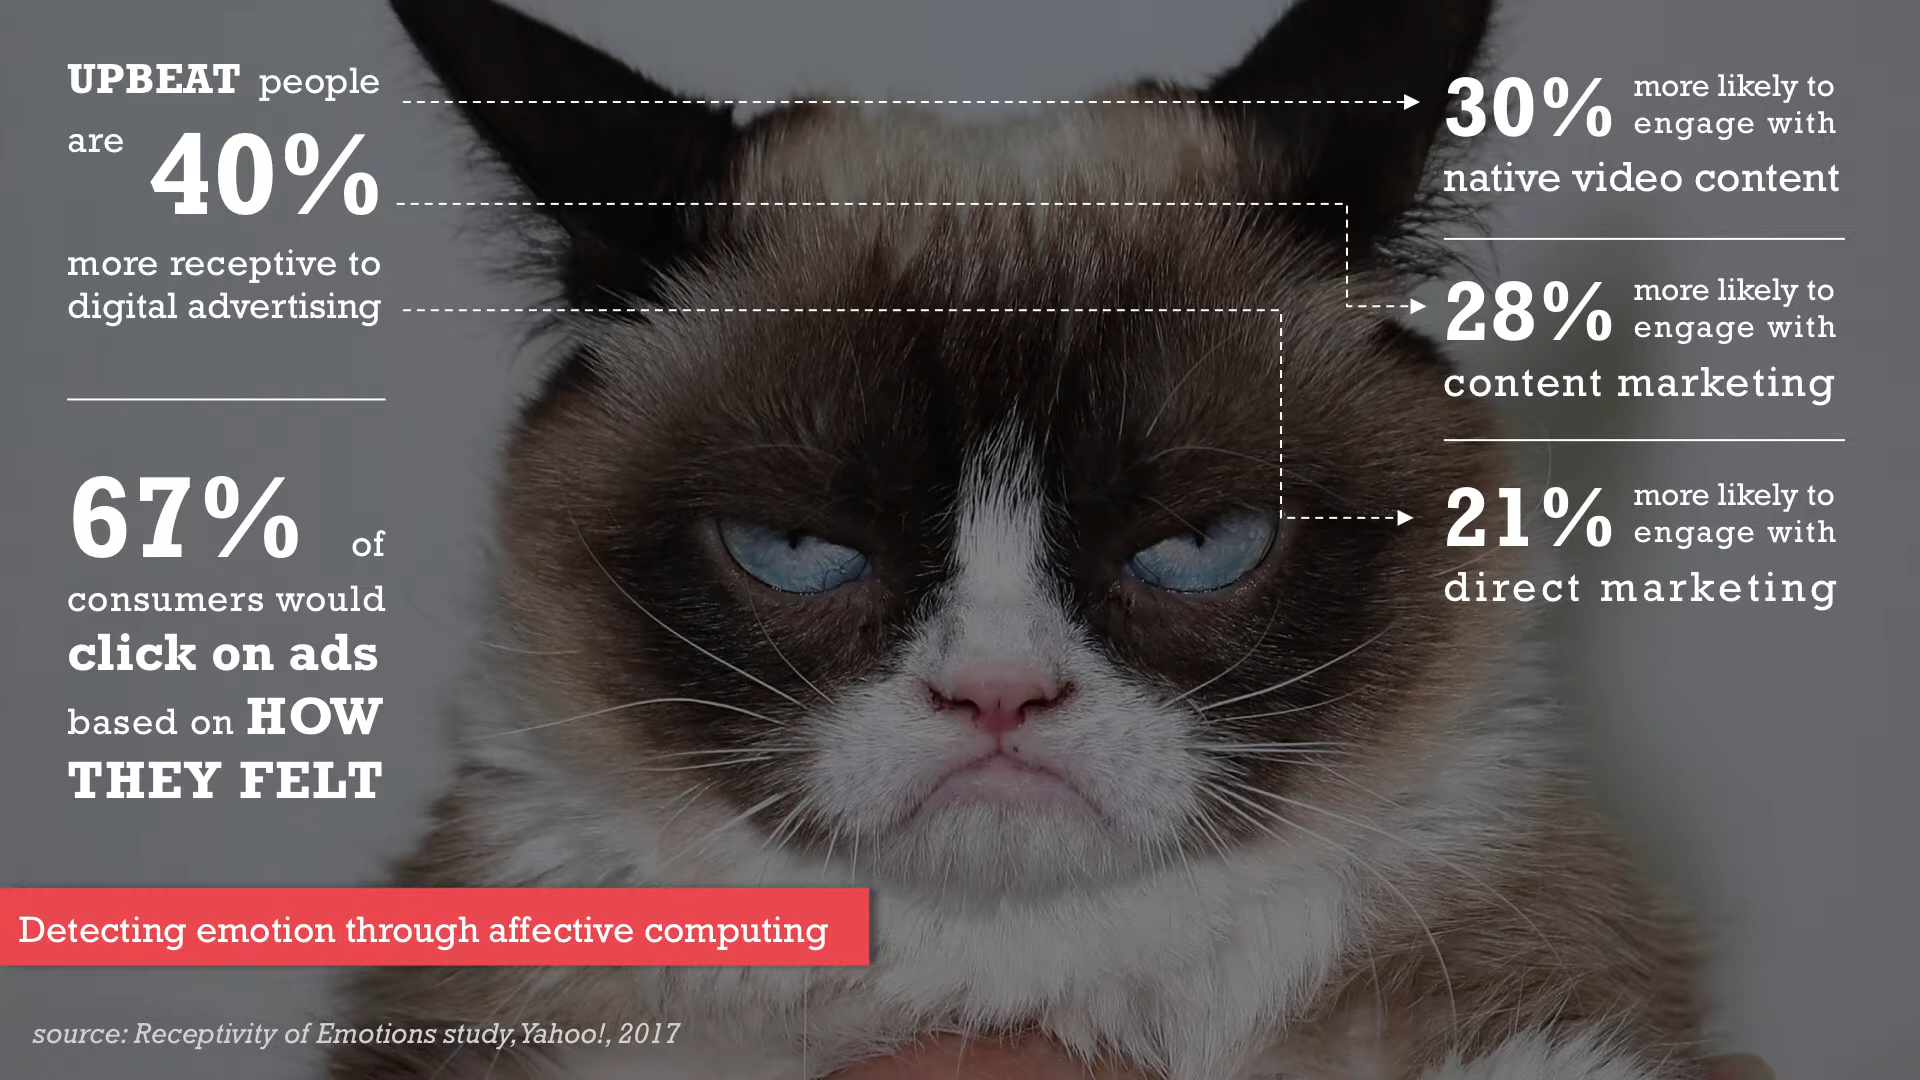 UPBEAT people
are 40%
more receptive to
digital advertising
67% of
consumers would
click on ads
based on HOW
THEY FELT
30% more likely to
engage with
native video content
28% more likely to
engage with
content marketing
21% more likely to
engage with
direct marketing
Detecting emotion through affective computing
source: Receptivity of Emotions study, Yahoo!, 2017